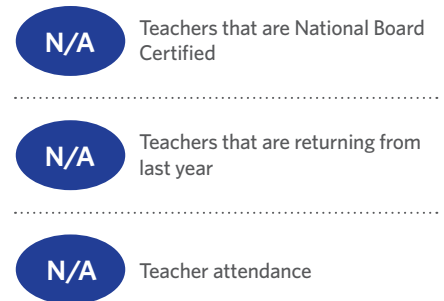 N/A
Teachers that are National Board
Certified
N/A
Teachers that are returning from
last year
N/A
Teacher attendance